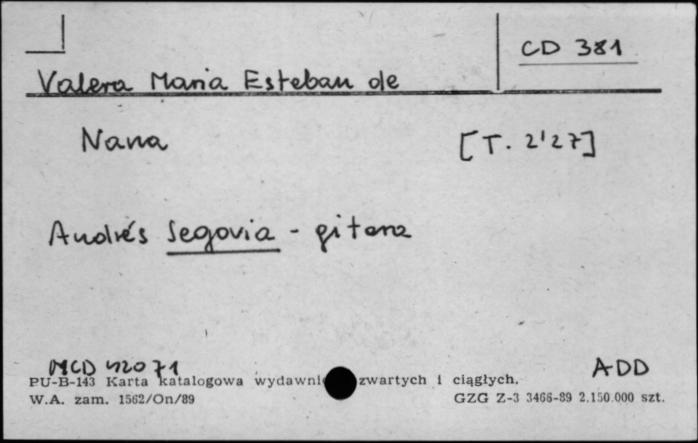 CD 381
Valera Maria Esteban de
Nana [T. 2'27]
Andrés Segovia - gitara
MCD 42071 ADD
PU-B-143 Karta katalogowa wydawni zwartych i ciągłych.
W.A. zam. 1562/On/89 GZG Z-3 3466-89 2.150.000 szt.